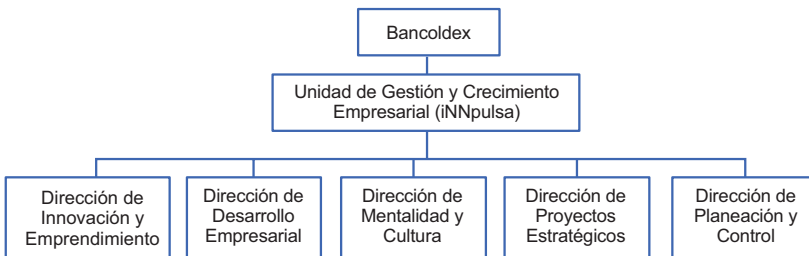 Bancoldex
Unidad de Gestión y Crecimiento
Empresarial (iNNpulsa)
Dirección de
Innovación y
Emprendimiento
Dirección de
Desarrollo
Empresarial
Dirección de
Mentalidad y
Cultura
Dirección de
Proyectos
Estratégicos
Dirección de
Planeación y
Control